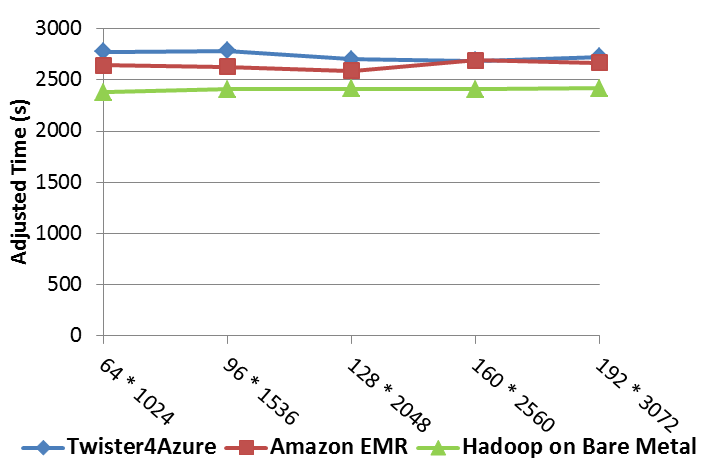 3000
2500
2000
1500
1000
500
0
Adjusted Time (s)
64 * 1024
96 * 1536
128 * 2048
160 * 2560
192 * 3072
Twister4Azure Amazon EMR Hadoop on Bare Metal